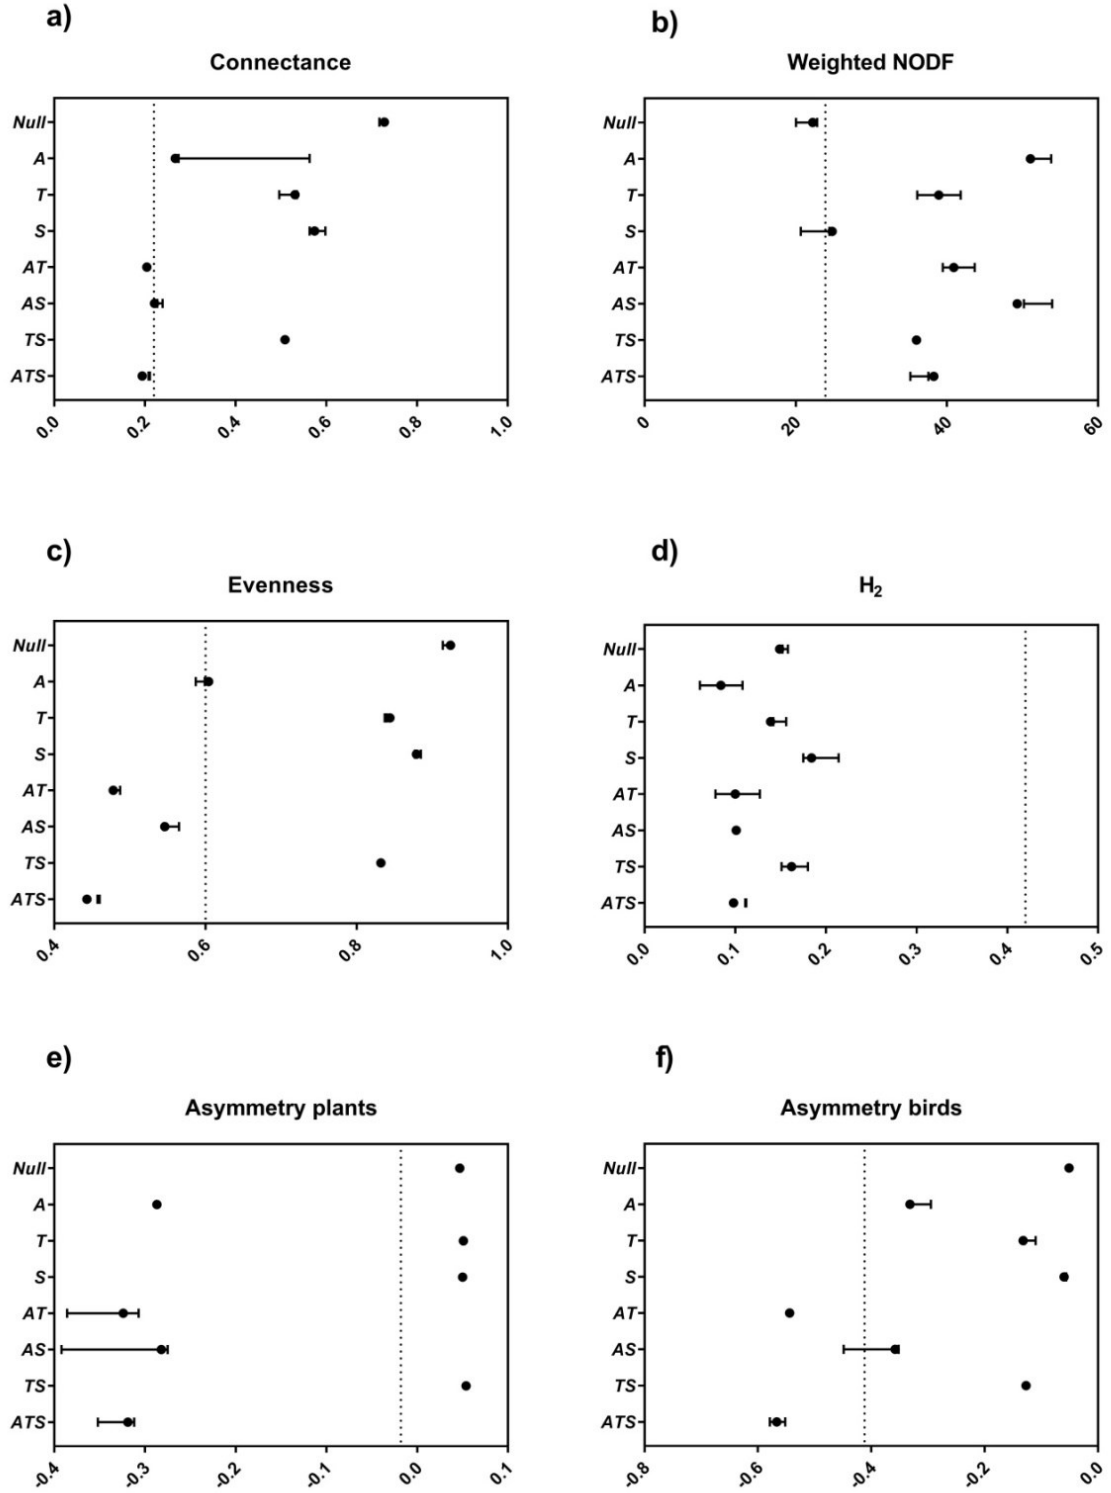 a)
Connectance
Null
A
T
S
AT
AS
TS
ATS
0.0 0.2 0.4 0.6 0.8 1.0
b)
Weighted NODF
Null
A
T
S
AT
AS
TS
ATS
0 20 40 60
c)
Evenness
Null
A
T
S
AT
AS
TS
ATS
0.4 0.6 0.8 1.0
d)
H2
Null
A
T
S
AT
AS
TS
ATS
0.0 0.1 0.2 0.3 0.4 0.5
e)
Asymmetry plants
Null
A
T
S
AT
AS
TS
ATS
-0.4 -0.3 -0.2 -0.1 0.0 0.1
f)
Asymmetry birds
Null
A
T
S
AT
AS
TS
ATS
-0.8 -0.6 -0.4 -0.2 0.0